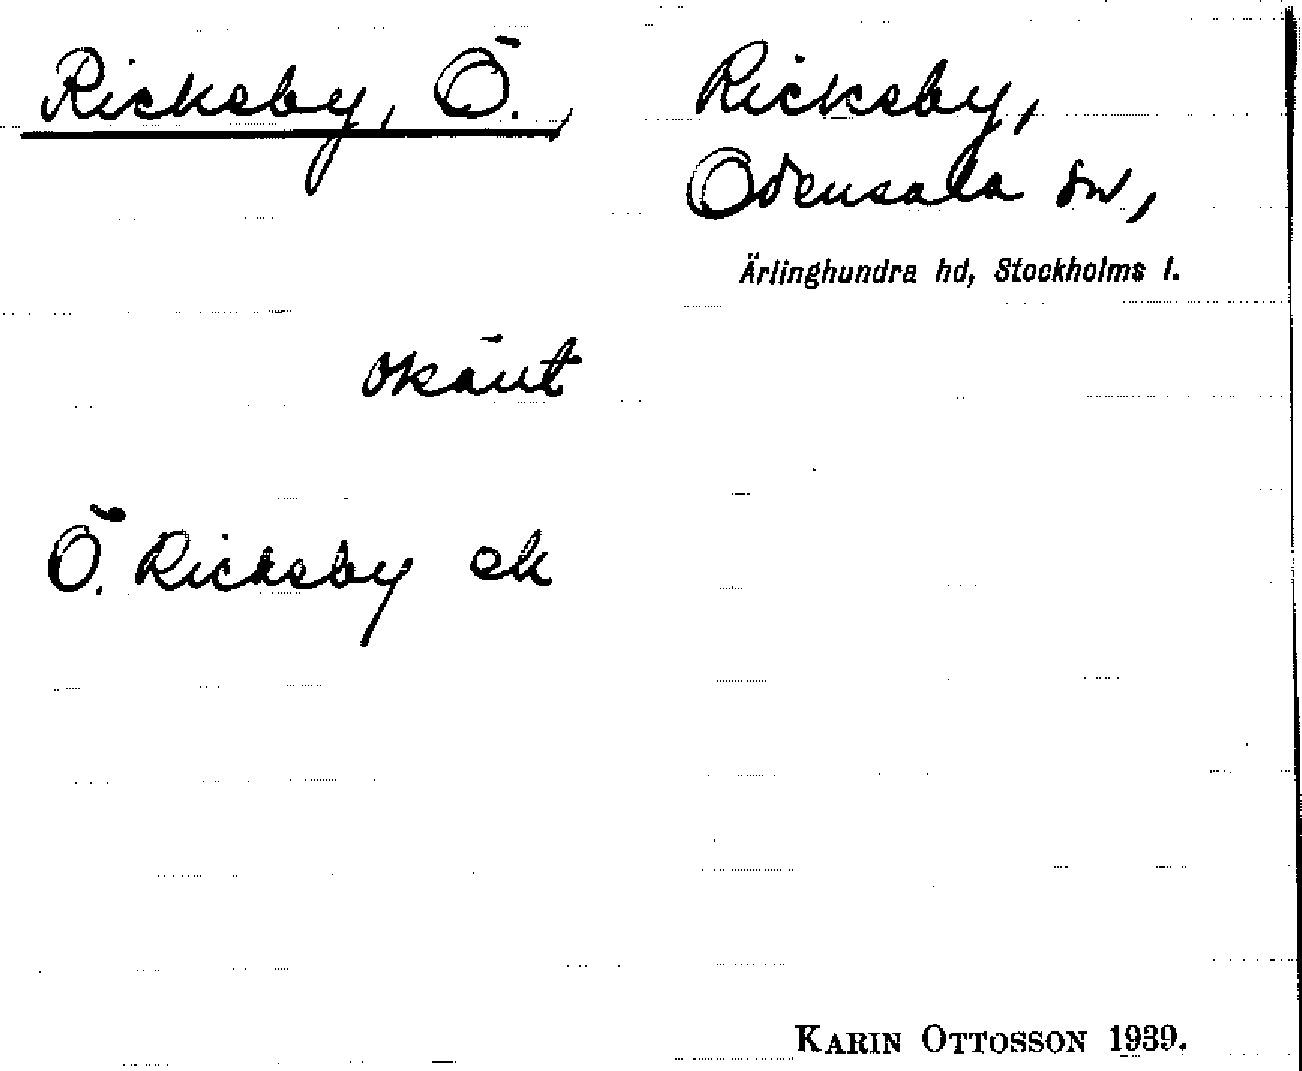 Ricksby, Ö.,
Ricksby,
Odensala sn,
Ärlinghundra hd, Stockholms l.
okänt
Ö. Ricksby ek
KARIN OTTOSSON 1939.